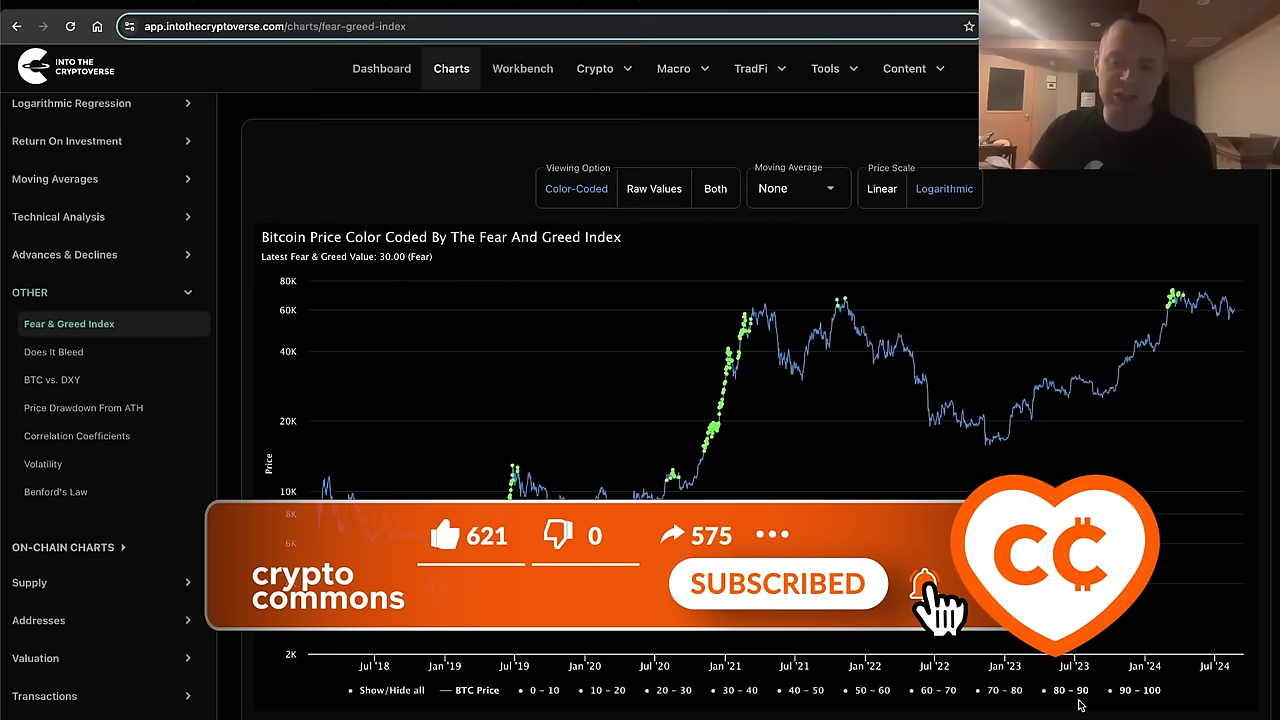 app.intothecryptoverse.com/charts/fear-greed-index
INTO THE
CRYPTOVERSE
Dashboard
Charts
Workbench
Crypto
Macro
TradFi
Tools
Content
Logarithmic Regression
Return On Investment
Moving Averages
Technical Analysis
Advances & Declines
OTHER
Fear & Greed Index
Does It Bleed
BTC vs. DXY
Price Drawdown From ATH
Correlation Coefficients
Volatility
Benford's Law
ON-CHAIN CHARTS
Supply
Addresses
Valuation
Transactions
Viewing Option
Color-Coded
Raw Values
Both
Moving Average
None
Price Scale
Linear
Logarithmic
Bitcoin Price Color Coded By The Fear And Greed Index
Latest Fear & Greed Value: 30.00 (Fear)
Price
80K
60K
40K
20K
10K
8K
6K
2K
Jul '18
Jan '19
Jul '19
Jan '20
Jul '20
Jan '21
Jul '21
Jan '22
Jul '22
Jan '23
Jul '23
Jan '24
Jul '24
Show/Hide all
BTC Price
0 – 10
10 – 20
20 – 30
30 – 40
40 – 50
50 – 60
60 – 70
70 – 80
80 – 90
90 – 100
crypto
commons
621
0
575
SUBSCRIBED
C₵